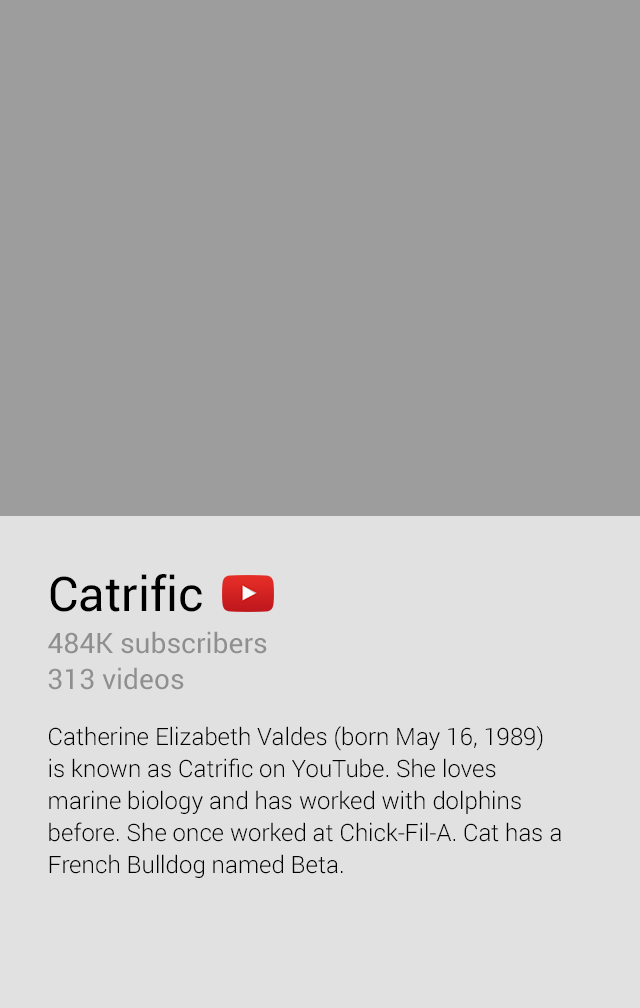 Catrific
484K subscribers
313 videos
Catherine Elizabeth Valdes (born May 16, 1989)
is known as Catrific on YouTube. She loves
marine biology and has worked with dolphins
before. She once worked at Chick-Fil-A. Cat has a
French Bulldog named Beta.